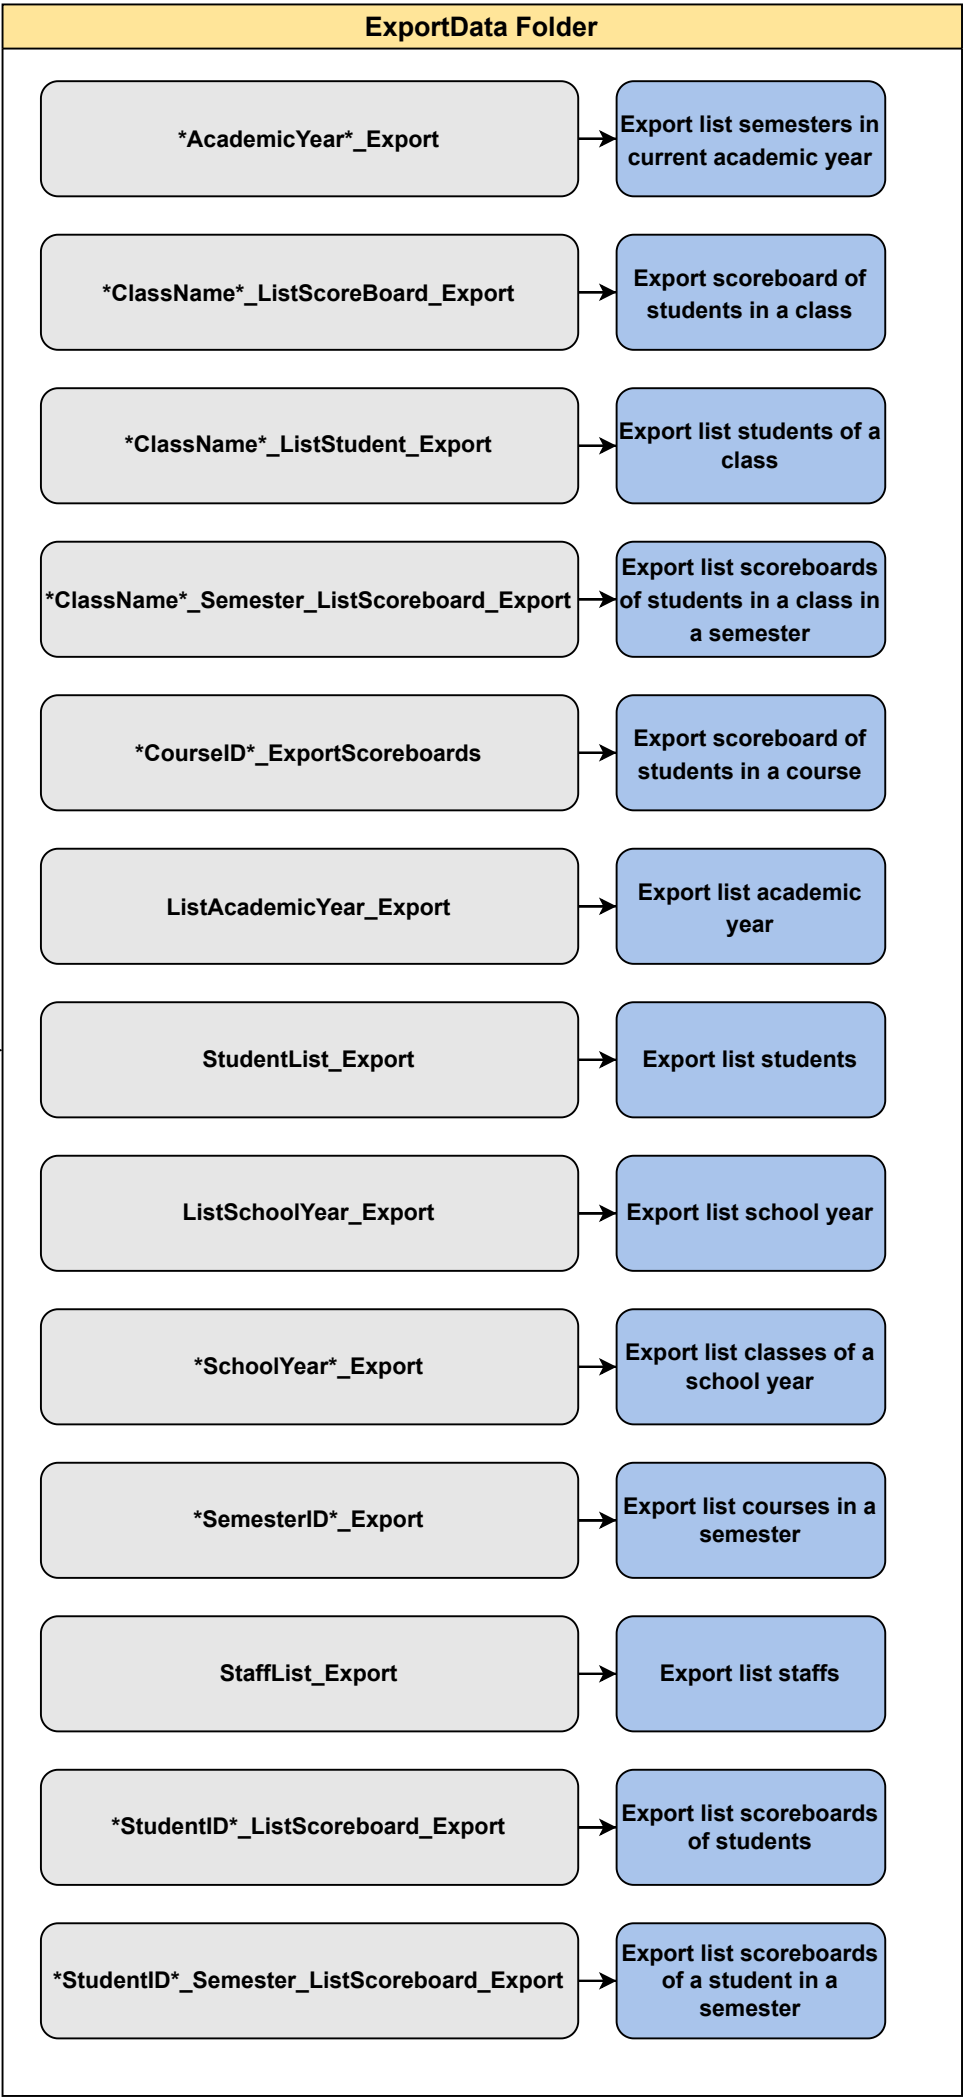 ExportData Folder
*AcademicYear*_Export
Export list semesters in
current academic year
*ClassName*_ListScoreBoard_Export
Export scoreboard of
students in a class
*ClassName*_ListStudent_Export
Export list students of a
class
*ClassName*_Semester_ListScoreboard_Export
Export list scoreboards
of students in a class in
a semester
*CourseID*_ExportScoreboards
Export scoreboard of
students in a course
ListAcademicYear_Export
Export list academic
year
StudentList_Export
Export list students
ListSchoolYear_Export
Export list school year
*SchoolYear*_Export
Export list classes of a
school year
*SemesterID*_Export
Export list courses in a
semester
StaffList_Export
Export list staffs
*StudentID*_ListScoreboard_Export
Export list scoreboards
of students
*StudentID*_Semester_ListScoreboard_Export
Export list scoreboards
of a student in a
semester